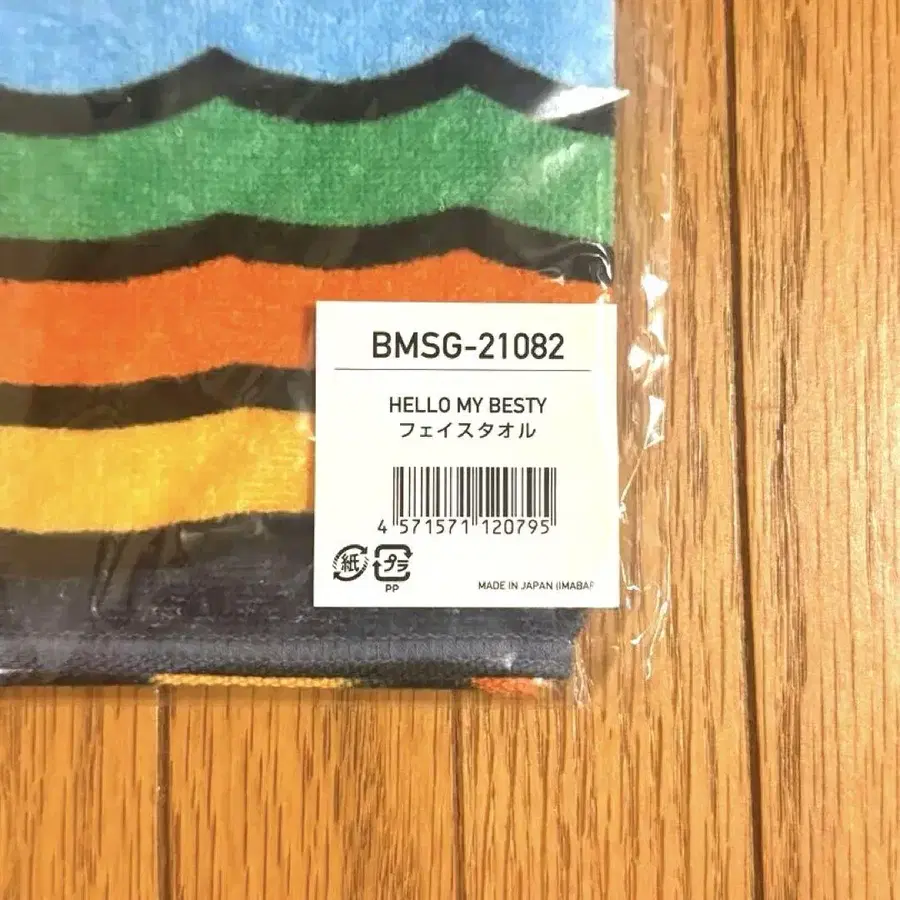 BMSG-21082
HELLO MY BESTY
フェイスタオル
4 571571 120795
紙 プラ
PP
MADE IN JAPAN (IMABAR